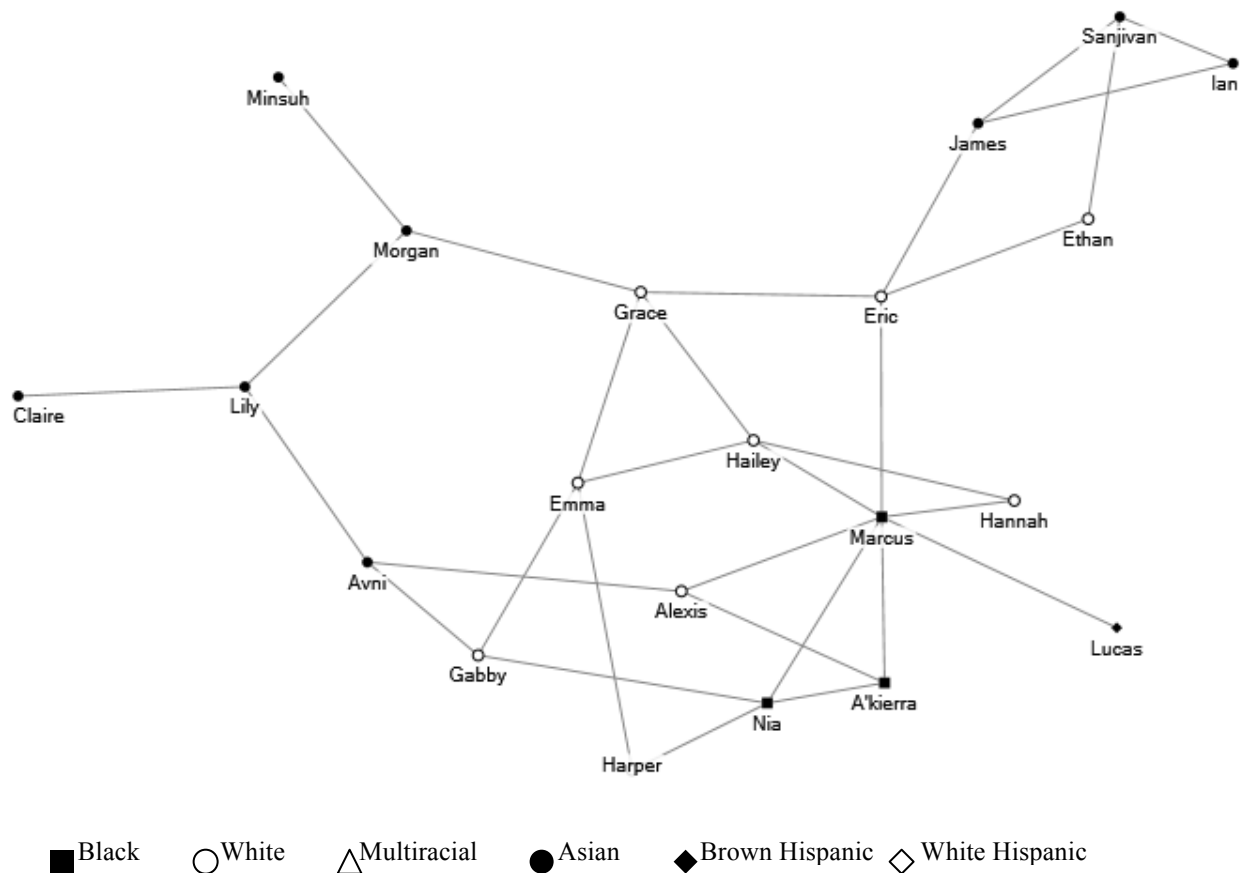 Sanjivan
Ian
Minsuh
James
Ethan
Morgan
Grace
Eric
Claire
Lily
Hailey
Emma
Hannah
Marcus
Avni
Alexis
Lucas
Gabby
A'kierra
Nia
Harper
Black White Multiracial Asian Brown Hispanic White Hispanic